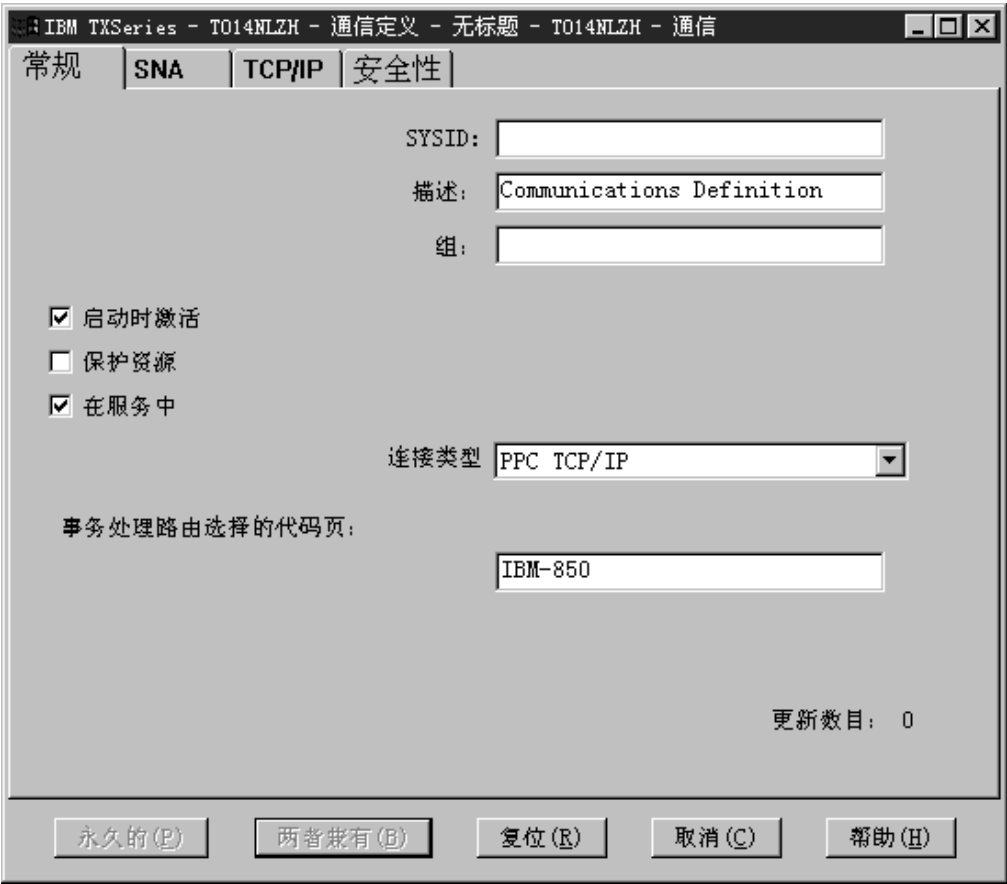 IBM TXSeries - TO14NLZH - 通信定义 - 无标题 - TO14NLZH - 通信
常规 SNA TCP/IP 安全性
SYSID:
描述: Communications Definition
组:
启动时激活
保护资源
在服务中
连接类型 PPC TCP/IP
事务处理路由选择的代码页:
IBM-850
更新数目: 0
永久的(P) 两者兼有(B) 复位(R) 取消(C) 帮助(H)